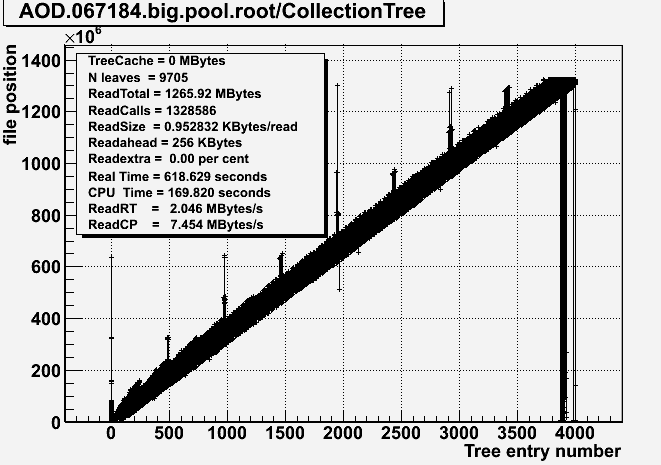 AOD.067184.big.pool.root/CollectionTree
×10⁶
file position
1400
1200
1000
800
600
400
200
0
TreeCache = 0 MBytes
N leaves = 9705
ReadTotal = 1265.92 MBytes
ReadCalls = 1328586
ReadSize = 0.952832 KBytes/read
Readahead = 256 KBytes
Readextra = 0.00 per cent
Real Time = 618.629 seconds
CPU Time = 169.820 seconds
ReadRT = 2.046 MBytes/s
ReadCP = 7.454 MBytes/s
0 500 1000 1500 2000 2500 3000 3500 4000
Tree entry number